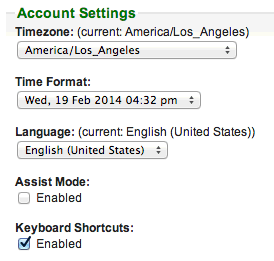 Account Settings
Timezone: (current: America/Los_Angeles)
America/Los_Angeles
Time Format:
Wed, 19 Feb 2014 04:32 pm
Language: (current: English (United States))
English (United States)
Assist Mode:
Enabled
Keyboard Shortcuts:
Enabled